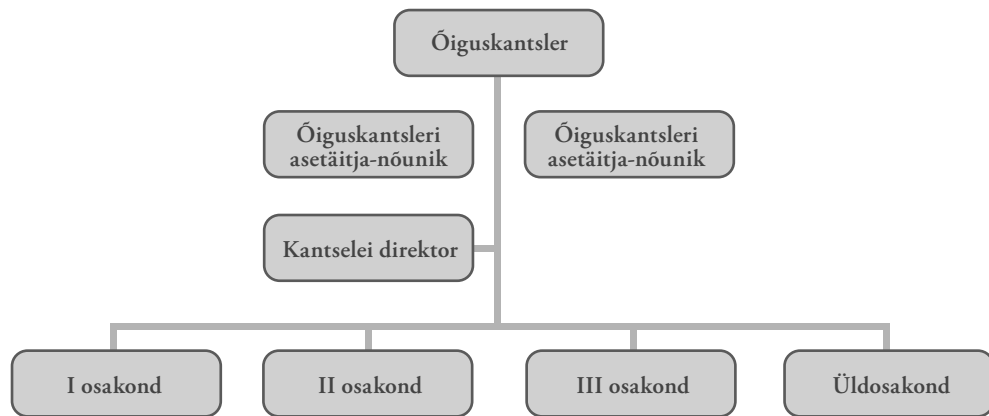 Õiguskantsler
Õiguskantsleri
asetäitja-nõunik
Õiguskantsleri
asetäitja-nõunik
Kantselei direktor
I osakond
II osakond
III osakond
Üldosakond